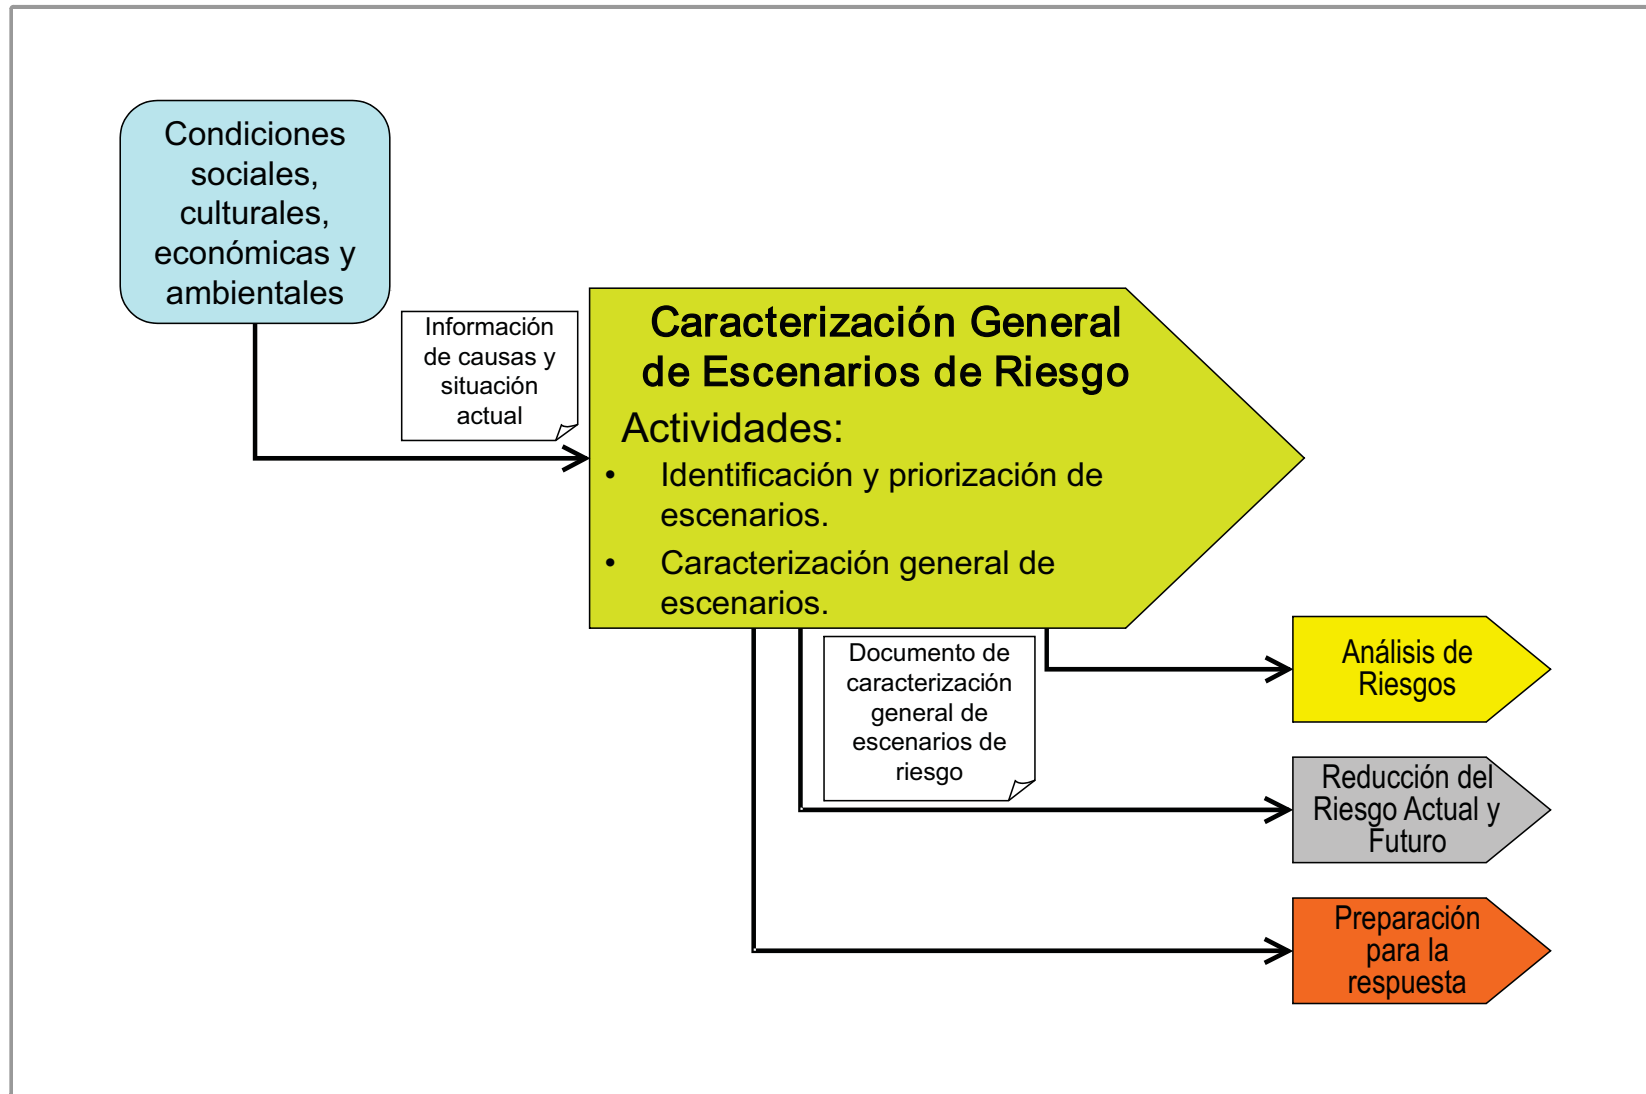 Condiciones
sociales,
culturales,
económicas y
ambientales
Información
de causas y
situación
actual
Caracterización General
de Escenarios de Riesgo
Actividades:
• Identificación y priorización de
escenarios.
• Caracterización general de
escenarios.
Documento de
caracterización
general de
escenarios de
riesgo
Análisis de
Riesgos
Reducción del
Riesgo Actual y
Futuro
Preparación
para la
respuesta